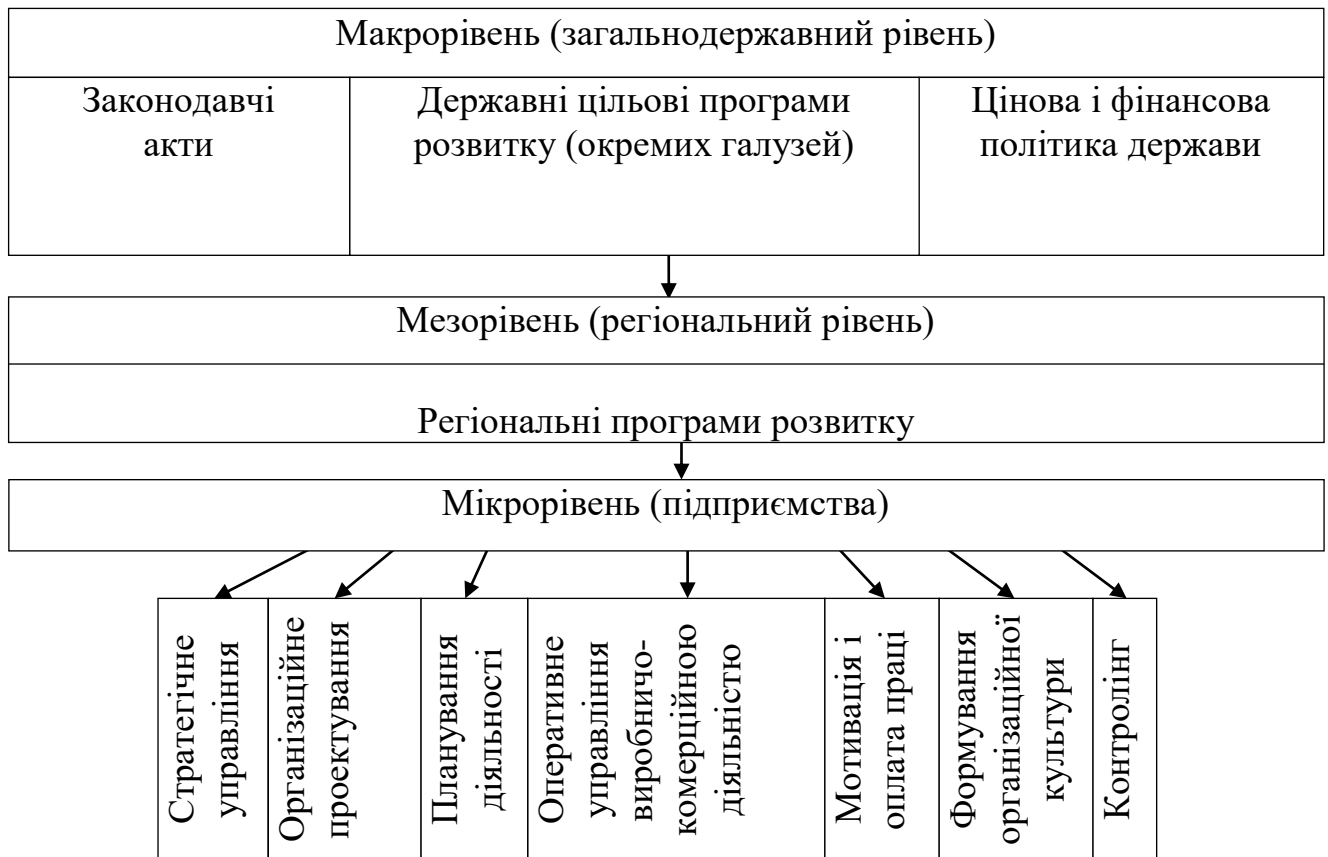 Макрорівень (загальнодержавний рівень)
Законодавчі
акти
Державні цільові програми
розвитку (окремих галузей)
Цінова і фінансова
політика держави
Мезорівень (регіональний рівень)
Регіональні програми розвитку
Мікрорівень (підприємства)
Стратегічне
управління
Організаційне
проектування
Планування
діяльності
Оперативне
управління
виробничо-
комерційною
діяльністю
Мотивація і
оплата праці
Формування
організаційної
культури
Контролінг